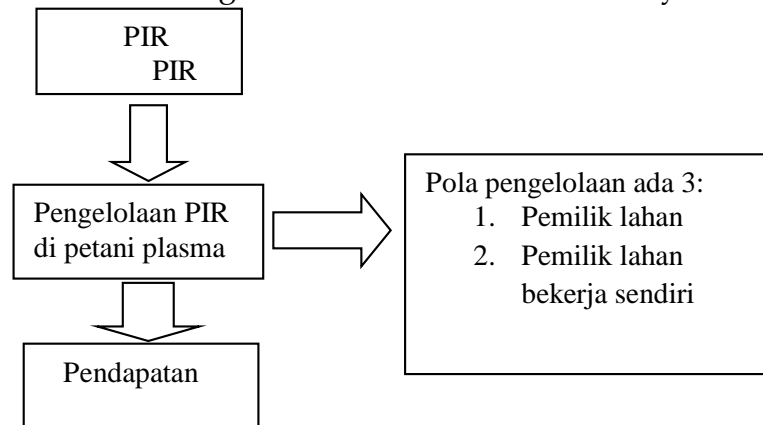 PIR
PIR
Pengelolaan PIR
di petani plasma
Pola pengelolaan ada 3:
1. Pemilik lahan
2. Pemilik lahan
bekerja sendiri
Pendapatan